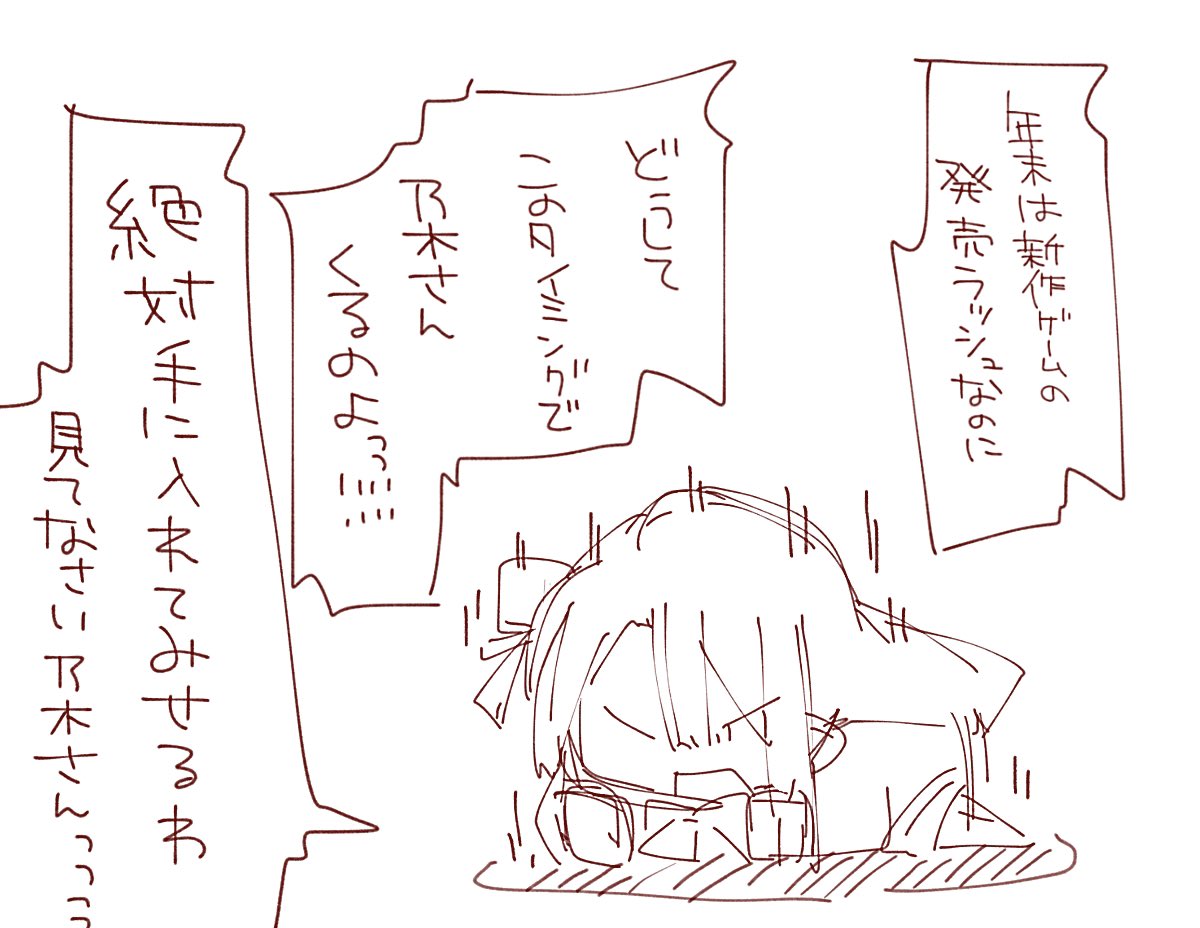 年末は新作ゲームの
発売ラッシュなのに
どうして
このタイミングで
乃木さん
くるのよっっ…
絶対手に入れてみせるわ
見てなさい乃木さんっっっっ